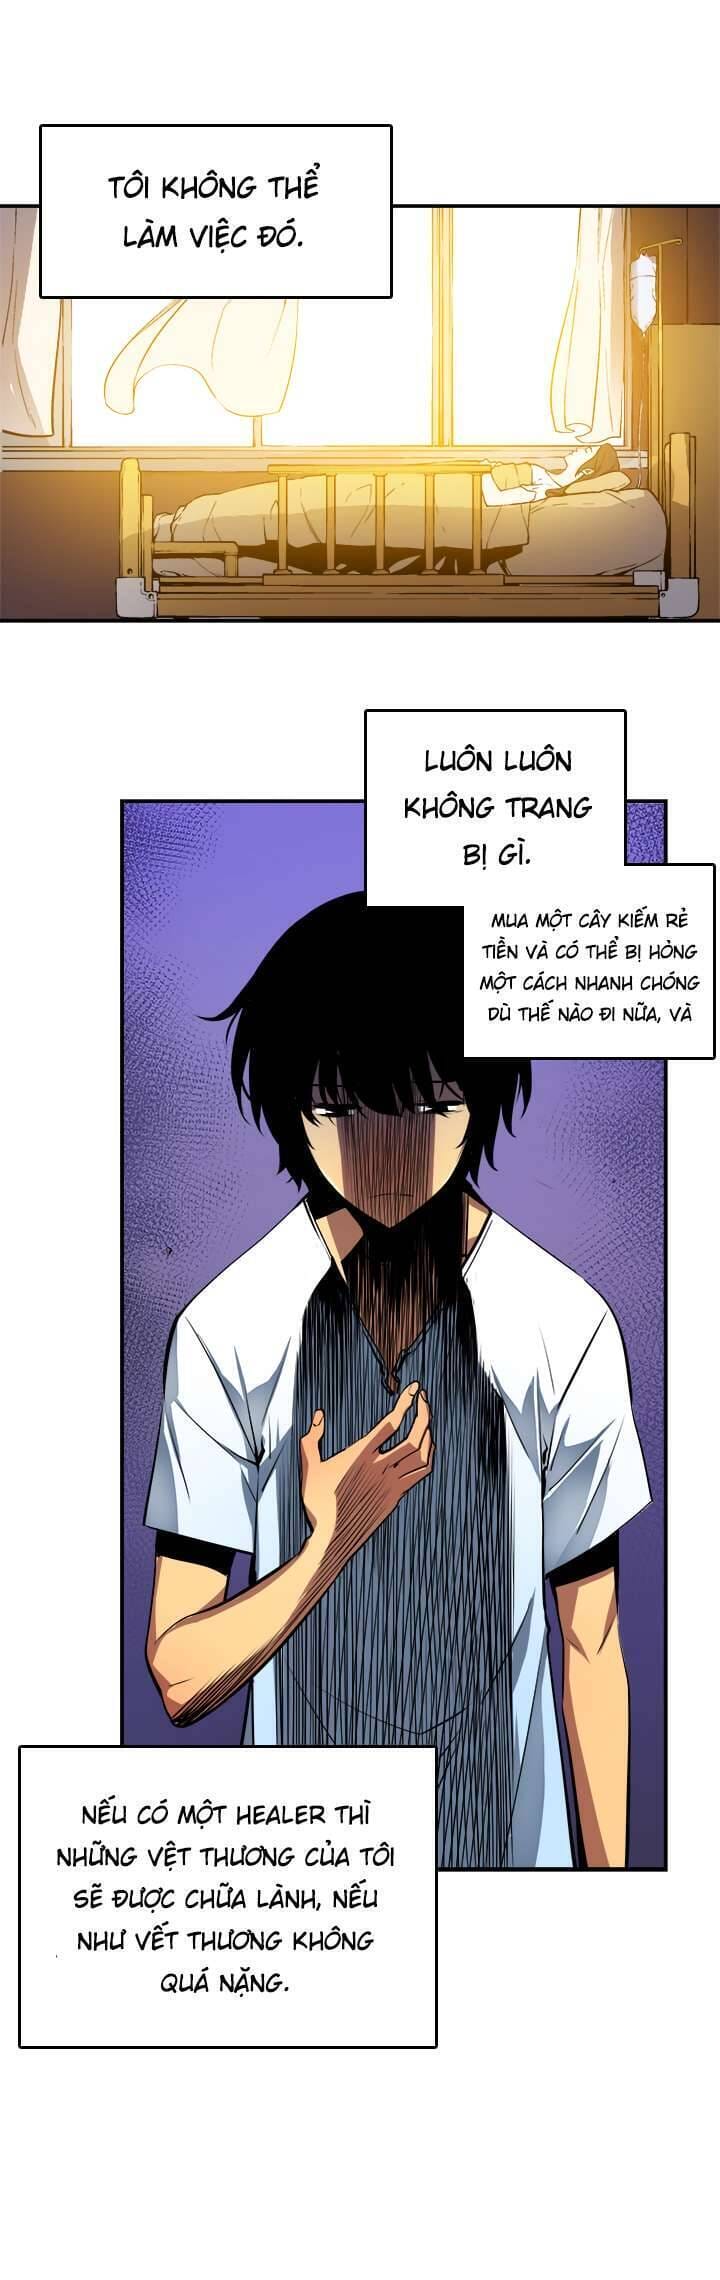 TÔI KHÔNG THỂ
LÀM VIỆC ĐÓ.
LUÔN LUÔN
KHÔNG TRANG
BỊ GÌ.
MUA MỘT CÂY KIẾM RẺ
TIỀN VÀ CÓ THỂ BỊ HỎNG
MỘT CÁCH NHANH CHÓNG
DÙ THẾ NÀO ĐI NỮA, VÀ
NẾU CÓ MỘT HEALER THÌ
NHỮNG VỆT THƯƠNG CỦA TÔI
SẼ ĐƯỢC CHỮA LÀNH, NẾU
NHƯ VẾT THƯƠNG KHÔNG
QUÁ NẶNG.